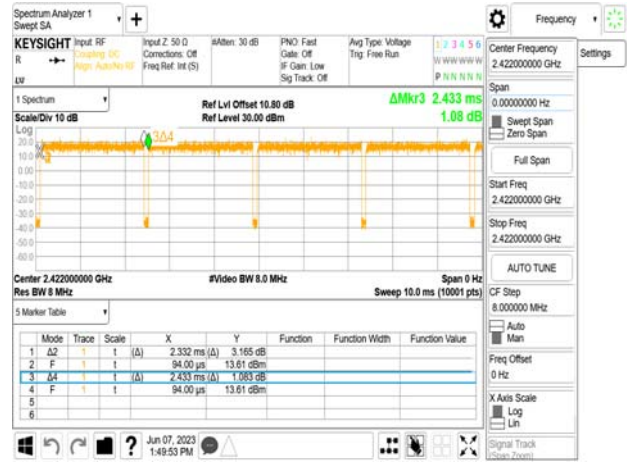 Spectrum Analyzer 1
Swept SA
Frequency
KEYSIGHT
R
Input: RF
Coupling: DC
Align: Auto/No RF
Input Z: 50 Ω
Corrections: Off
Freq Ref: Int (S)
#Atten: 30 dB
PNO: Fast
Gate: Off
IF Gain: Low
Sig Track: Off
Avg Type: Voltage
Trig: Free Run
1 2 3 4 5 6
W W W W W W
P N N N N N
1 Spectrum
Scale/Div 10 dB
Ref Lvl Offset 10.80 dB
Ref Level 30.00 dBm
ΔMkr3 2.433 ms
1.08 dB
Log
20.0
10.0
0.00
-10.0
-20.0
-30.0
-40.0
-50.0
-60.0
3Δ4
Center 2.422000000 GHz
Res BW 8 MHz
#Video BW 8.0 MHz
Span 0 Hz
Sweep 10.0 ms (10001 pts)
5 Marker Table
Mode Trace Scale X Y Function Function Width Function Value
1 Δ2 1 t (Δ) 2.332 ms (Δ) 3.165 dB
2 F 1 t 94.00 µs 13.61 dBm
3 Δ4 1 t (Δ) 2.433 ms (Δ) 1.083 dB
4 F 1 t 94.00 µs 13.61 dBm
5
6
?
Jun 07, 2023
1:49:53 PM
Center Frequency
2.422000000 GHz
Settings
Span
0.00000000 Hz
Swept Span
Zero Span
Full Span
Start Freq
2.422000000 GHz
Stop Freq
2.422000000 GHz
AUTO TUNE
CF Step
8.000000 MHz
Auto
Man
Freq Offset
0 Hz
X Axis Scale
Log
Lin
Signal Track
(Span Zoom)